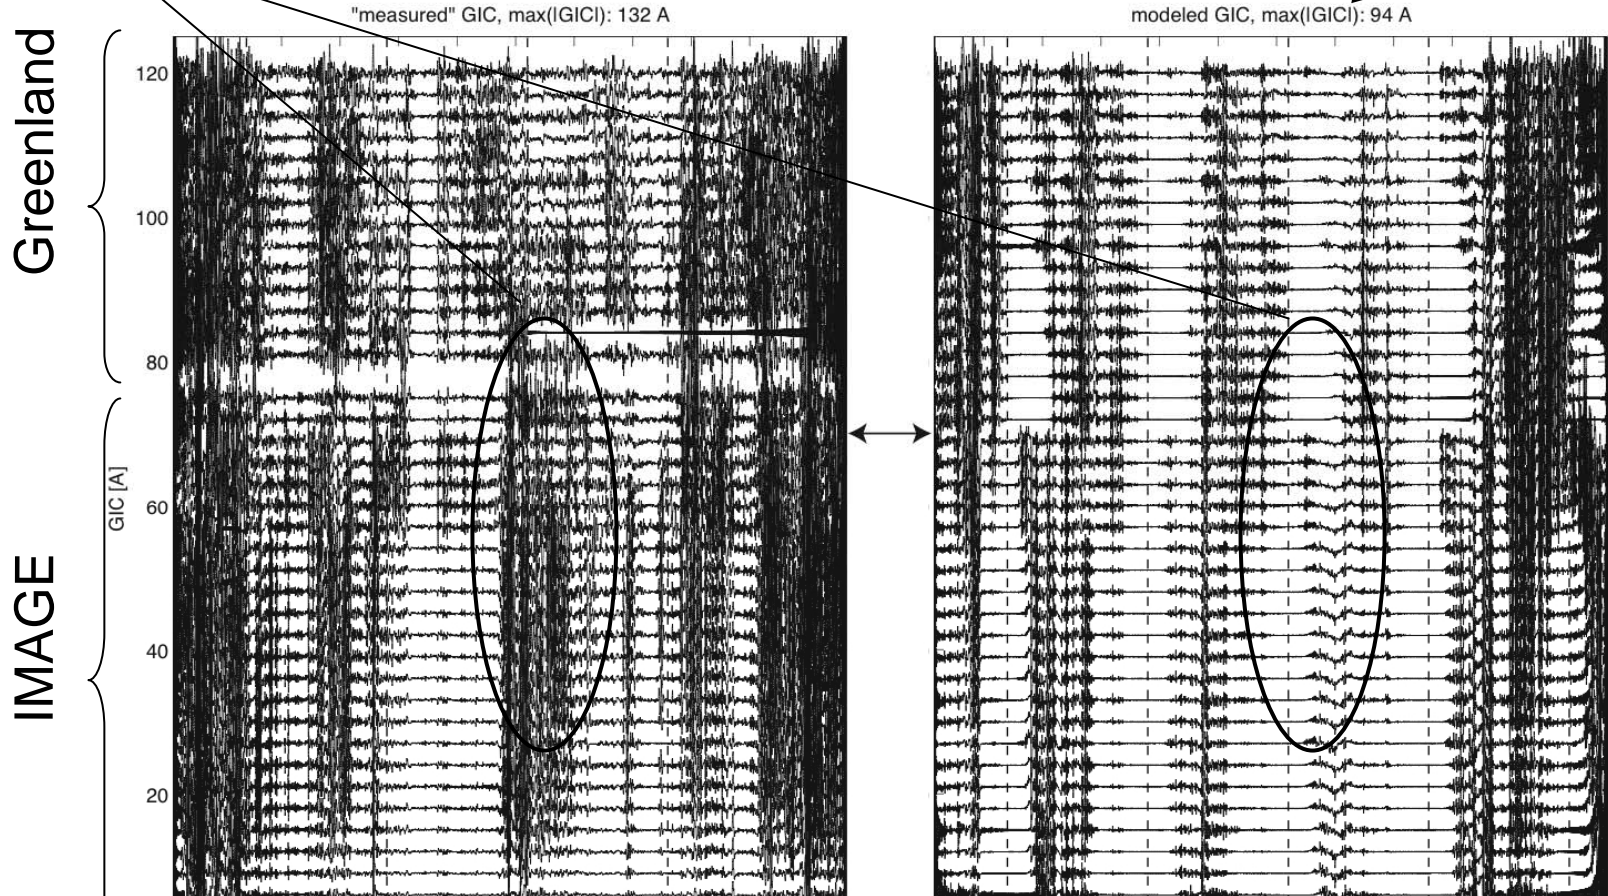 "measured" GIC, max(|GIC|): 132 A
modeled GIC, max(|GIC|): 94 A
Greenland
IMAGE
GIC [A]
120
100
80
60
40
20